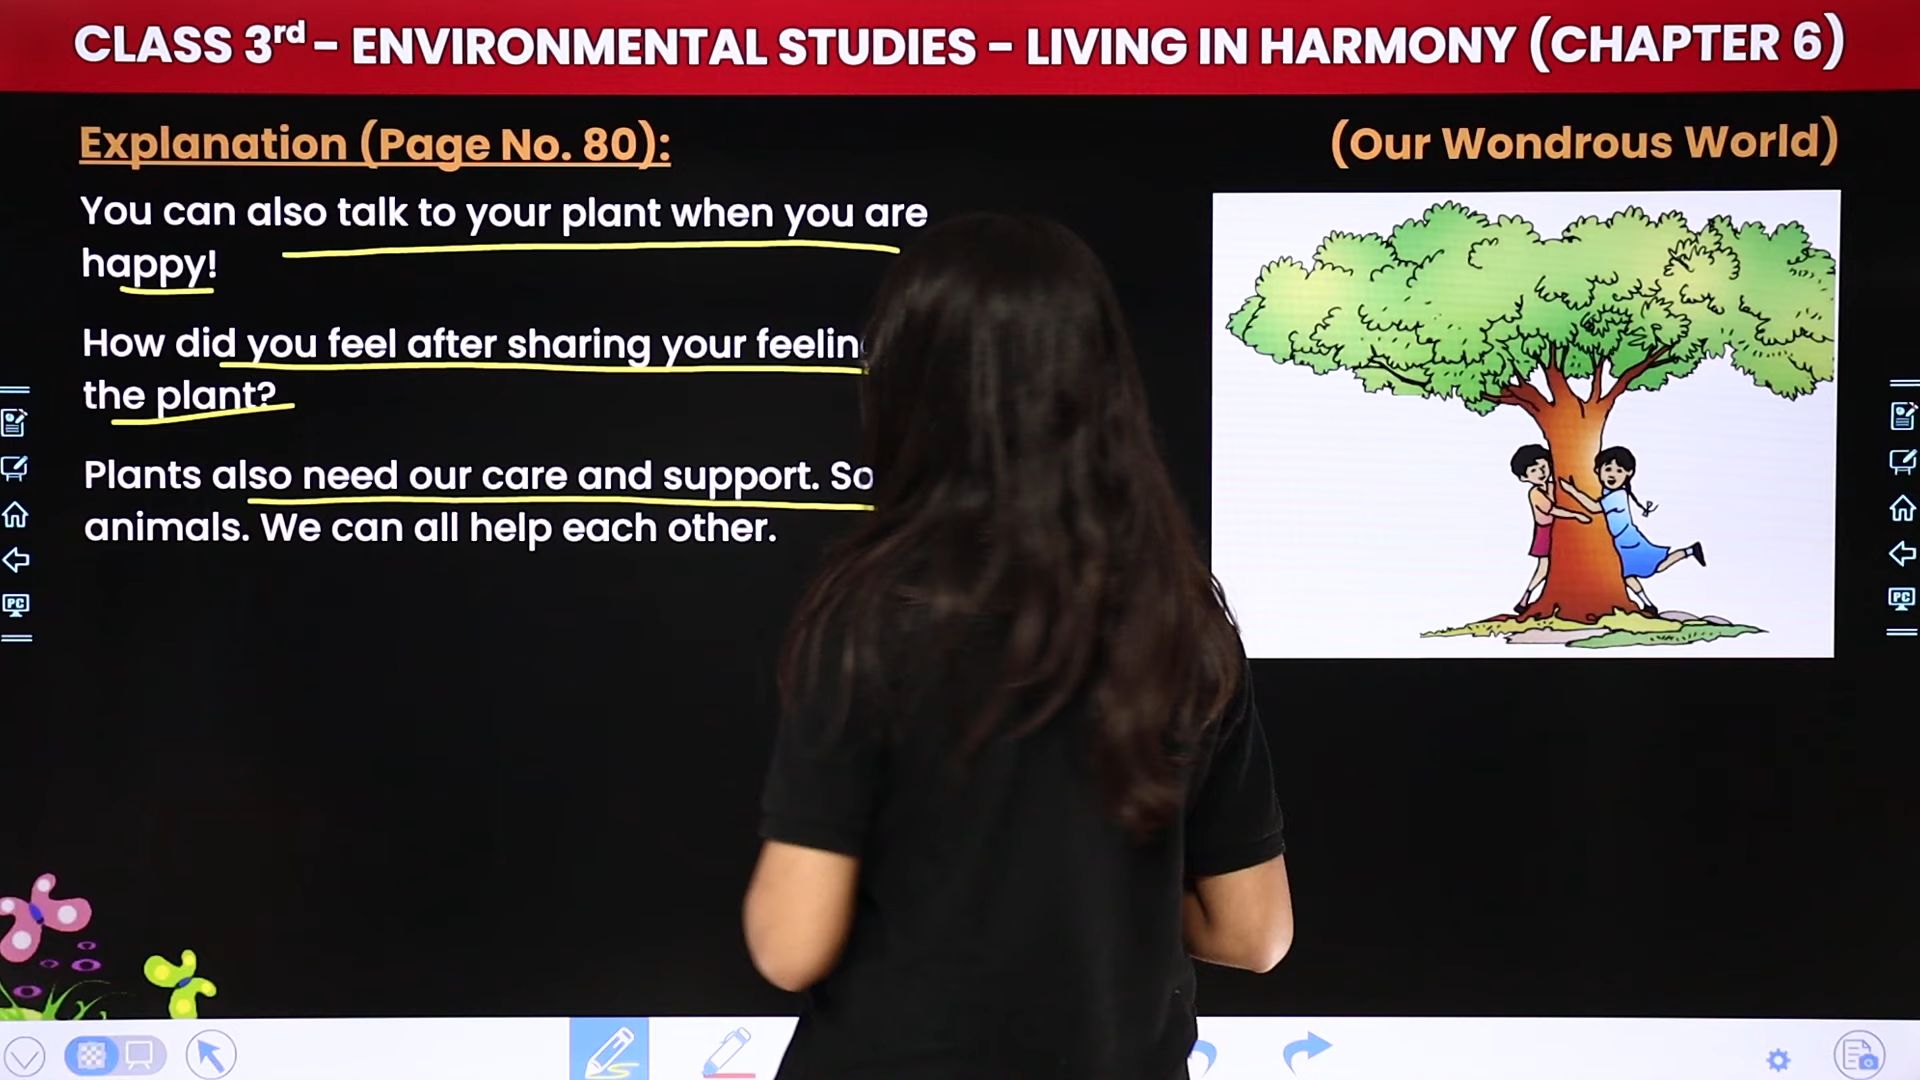 CLASS 3rd - ENVIRONMENTAL STUDIES - LIVING IN HARMONY (CHAPTER 6)
Explanation (Page No. 80):
(Our Wondrous World)
You can also talk to your plant when you are
happy!
How did you feel after sharing your
the plant?
Plants also need our care and support. So
animals. We can all help each other.
PC
PC